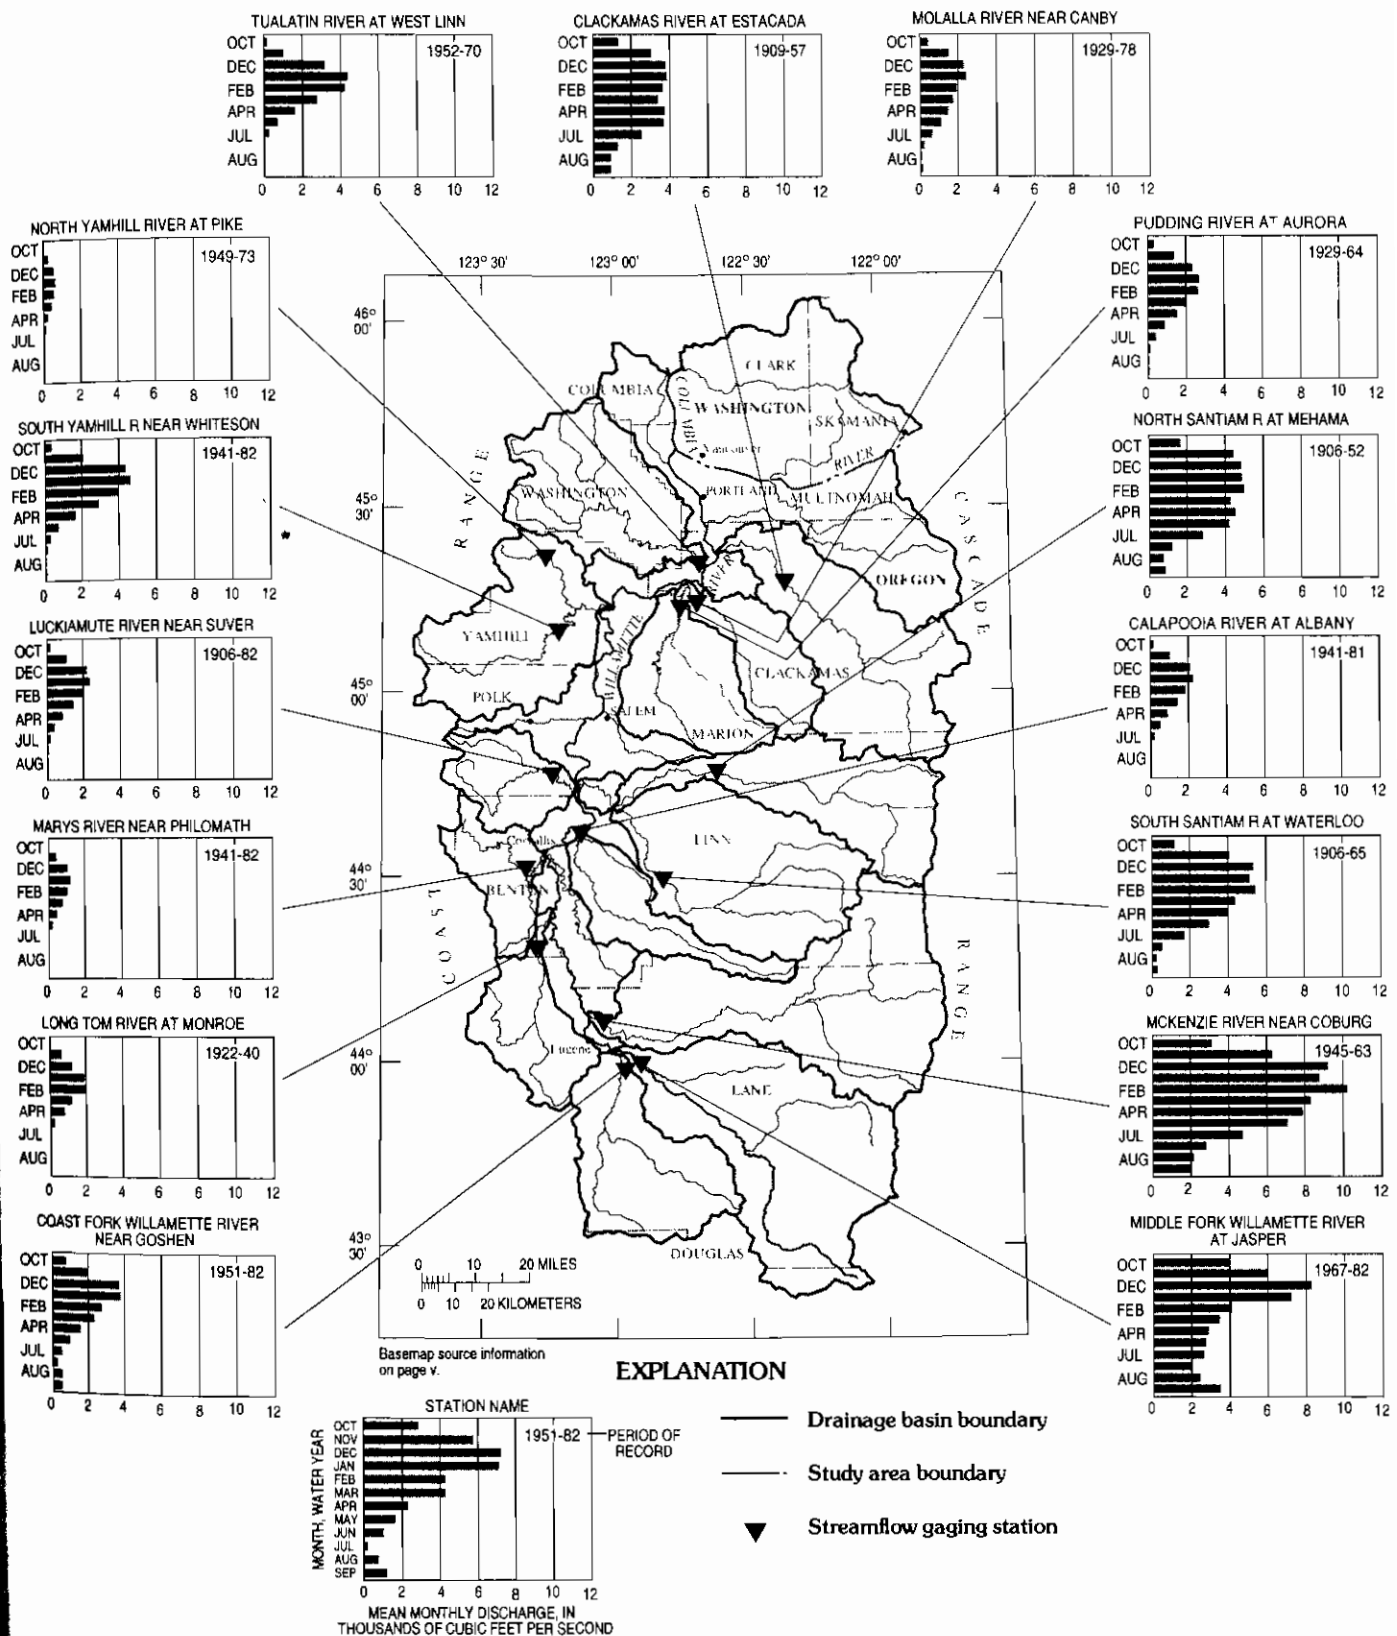 TUALATIN RIVER AT WEST LINN
OCT
DEC
FEB
APR
JUL
AUG
1952-70
0 2 4 6 8 10 12
CLACKAMAS RIVER AT ESTACADA
OCT
DEC
FEB
APR
JUL
AUG
1909-57
0 2 4 6 8 10 12
MOLALLA RIVER NEAR CANBY
OCT
DEC
FEB
APR
JUL
AUG
1929-78
0 2 4 6 8 10 12
NORTH YAMHILL RIVER AT PIKE
OCT
DEC
FEB
APR
JUL
AUG
1949-73
0 2 4 6 8 10 12
SOUTH YAMHILL R NEAR WHITESON
OCT
DEC
FEB
APR
JUL
AUG
1941-82
0 2 4 6 8 10 12
*
LUCKIAMUTE RIVER NEAR SUVER
OCT
DEC
FEB
APR
JUL
AUG
1906-82
0 2 4 6 8 10 12
MARYS RIVER NEAR PHILOMATH
OCT
DEC
FEB
APR
JUL
AUG
1941-82
0 2 4 6 8 10 12
LONG TOM RIVER AT MONROE
OCT
DEC
FEB
APR
JUL
AUG
1922-40
0 2 4 6 8 10 12
COAST FORK WILLAMETTE RIVER
NEAR GOSHEN
OCT
DEC
FEB
APR
JUL
AUG
1951-82
0 2 4 6 8 10 12
123° 30' 123° 00' 122° 30' 122° 00'
46°
00'
45°
30'
45°
00'
44°
30'
44°
00'
43°
30'
CLARK
COLUMBIA
WASHINGTON
SKAMANIA
COLUMBIA
Vancouver
RIVER
WASHINGTON
PORTLAND
MULTNOMAH
RANGE
CASCADE
RIVER
OREGON
YAMHILL
WILLAMETTE
CLACKAMAS
POLK
SALEM
MARION
LINN
Corvallis
BENTON
COAST
RANGE
Eugene
LANE
DOUGLAS
0 10 20 MILES
0 10 20 KILOMETERS
Basemap source information
on page v.
PUDDING RIVER AT AURORA
OCT
DEC
FEB
APR
JUL
AUG
1929-64
0 2 4 6 8 10 12
NORTH SANTIAM R AT MEHAMA
OCT
DEC
FEB
APR
JUL
AUG
1906-52
0 2 4 6 8 10 12
CALAPOOIA RIVER AT ALBANY
OCT
DEC
FEB
APR
JUL
AUG
1941-81
0 2 4 6 8 10 12
SOUTH SANTIAM R AT WATERLOO
OCT
DEC
FEB
APR
JUL
AUG
1906-65
0 2 4 6 8 10 12
MCKENZIE RIVER NEAR COBURG
OCT
DEC
FEB
APR
JUL
AUG
1945-63
0 2 4 6 8 10 12
MIDDLE FORK WILLAMETTE RIVER
AT JASPER
OCT
DEC
FEB
APR
JUL
AUG
1967-82
0 2 4 6 8 10 12
EXPLANATION
STATION NAME
MONTH, WATER YEAR
OCT
NOV
DEC
JAN
FEB
MAR
APR
MAY
JUN
JUL
AUG
SEP
1951-82
PERIOD OF
RECORD
0 2 4 6 8 10 12
MEAN MONTHLY DISCHARGE, IN
THOUSANDS OF CUBIC FEET PER SECOND
Drainage basin boundary
Study area boundary
Streamflow gaging station